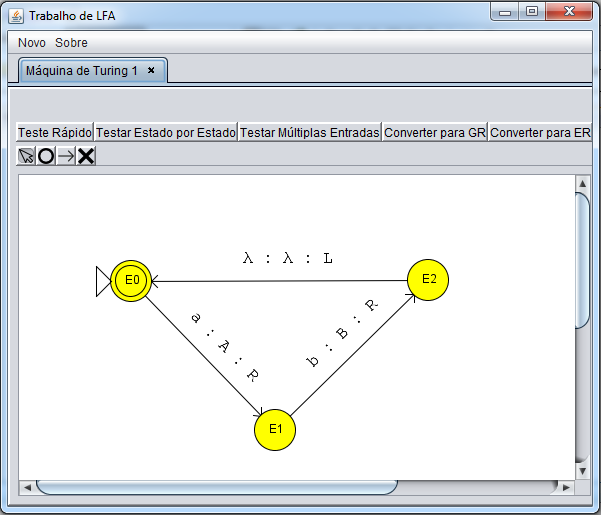 Trabalho de LFA
Novo Sobre
Máquina de Turing 1
Teste Rápido Testar Estado por Estado Testar Múltiplas Entradas Converter para GR Converter para ER
λ : λ : L
E0
E2
a : A : R
b : B : R
E1